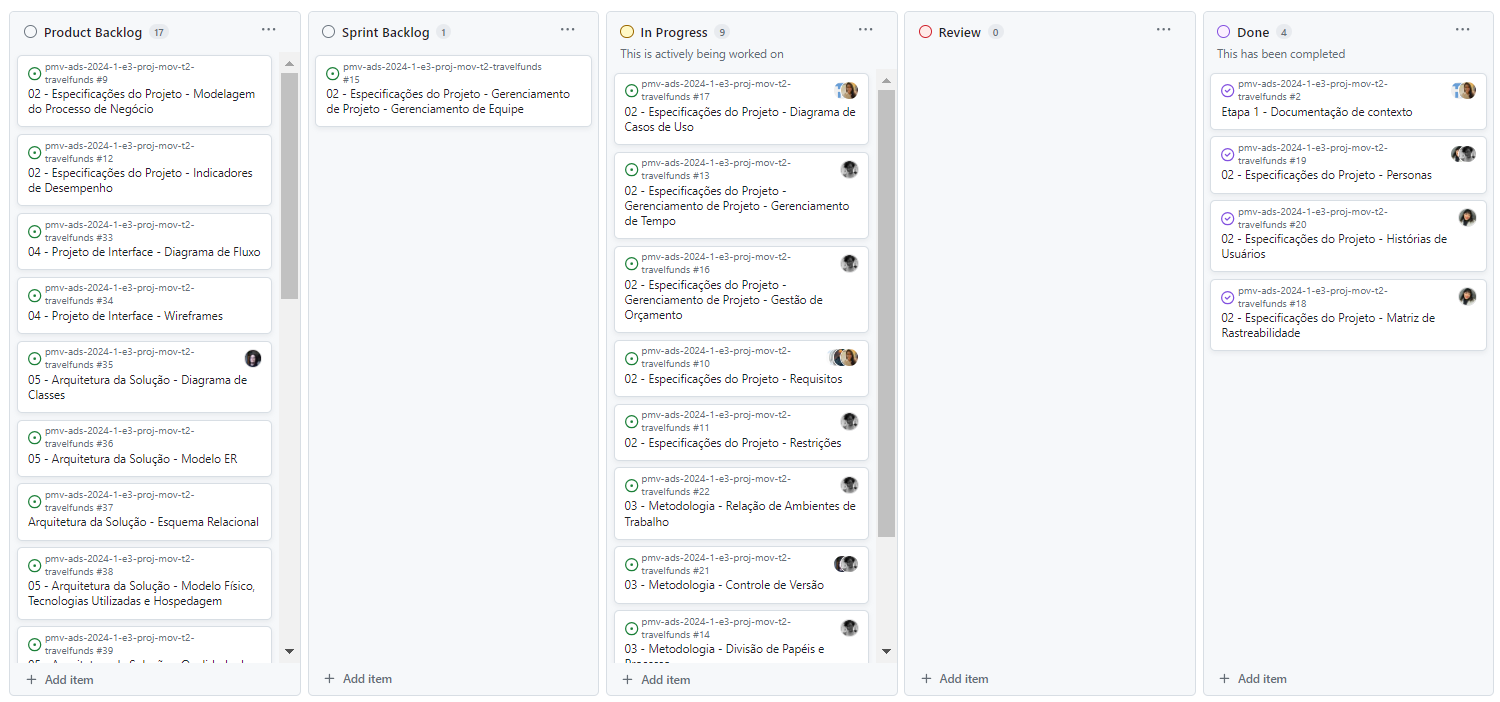 Product Backlog 17 ···
pmv-ads-2024-1-e3-proj-mov-t2-
travelfunds #9
02 - Especificações do Projeto - Modelagem
do Processo de Negócio
pmv-ads-2024-1-e3-proj-mov-t2-
travelfunds #12
02 - Especificações do Projeto - Indicadores
de Desempenho
pmv-ads-2024-1-e3-proj-mov-t2-
travelfunds #33
04 - Projeto de Interface - Diagrama de Fluxo
pmv-ads-2024-1-e3-proj-mov-t2-
travelfunds #34
04 - Projeto de Interface - Wireframes
pmv-ads-2024-1-e3-proj-mov-t2-
travelfunds #35
05 - Arquitetura da Solução - Diagrama de
Classes
pmv-ads-2024-1-e3-proj-mov-t2-
travelfunds #36
05 - Arquitetura da Solução - Modelo ER
pmv-ads-2024-1-e3-proj-mov-t2-
travelfunds #37
Arquitetura da Solução - Esquema Relacional
pmv-ads-2024-1-e3-proj-mov-t2-
travelfunds #38
05 - Arquitetura da Solução - Modelo Físico,
Tecnologias Utilizadas e Hospedagem
pmv-ads-2024-1-e3-proj-mov-t2-
travelfunds #39
+ Add item
Sprint Backlog 1 ···
pmv-ads-2024-1-e3-proj-mov-t2-travelfunds
#15
02 - Especificações do Projeto - Gerenciamento
de Projeto - Gerenciamento de Equipe
+ Add item
In Progress 9 ···
This is actively being worked on
pmv-ads-2024-1-e3-proj-mov-t2-
travelfunds #17
02 - Especificações do Projeto - Diagrama de
Casos de Uso
pmv-ads-2024-1-e3-proj-mov-t2-
travelfunds #13
02 - Especificações do Projeto -
Gerenciamento de Projeto - Gerenciamento
de Tempo
pmv-ads-2024-1-e3-proj-mov-t2-
travelfunds #16
02 - Especificações do Projeto -
Gerenciamento de Projeto - Gestão de
Orçamento
pmv-ads-2024-1-e3-proj-mov-t2-
travelfunds #10
02 - Especificações do Projeto - Requisitos
pmv-ads-2024-1-e3-proj-mov-t2-
travelfunds #11
02 - Especificações do Projeto - Restrições
pmv-ads-2024-1-e3-proj-mov-t2-
travelfunds #22
03 - Metodologia - Relação de Ambientes de
Trabalho
pmv-ads-2024-1-e3-proj-mov-t2-
travelfunds #21
03 - Metodologia - Controle de Versão
pmv-ads-2024-1-e3-proj-mov-t2-
travelfunds #14
03 - Metodologia - Divisão de Papéis e
+ Add item
Review 0 ···
+ Add item
Done 4 ···
This has been completed
pmv-ads-2024-1-e3-proj-mov-t2-
travelfunds #2
Etapa 1 - Documentação de contexto
pmv-ads-2024-1-e3-proj-mov-t2-
travelfunds #19
02 - Especificações do Projeto - Personas
pmv-ads-2024-1-e3-proj-mov-t2-
travelfunds #20
02 - Especificações do Projeto - Histórias de
Usuários
pmv-ads-2024-1-e3-proj-mov-t2-
travelfunds #18
02 - Especificações do Projeto - Matriz de
Rastreabilidade
+ Add item